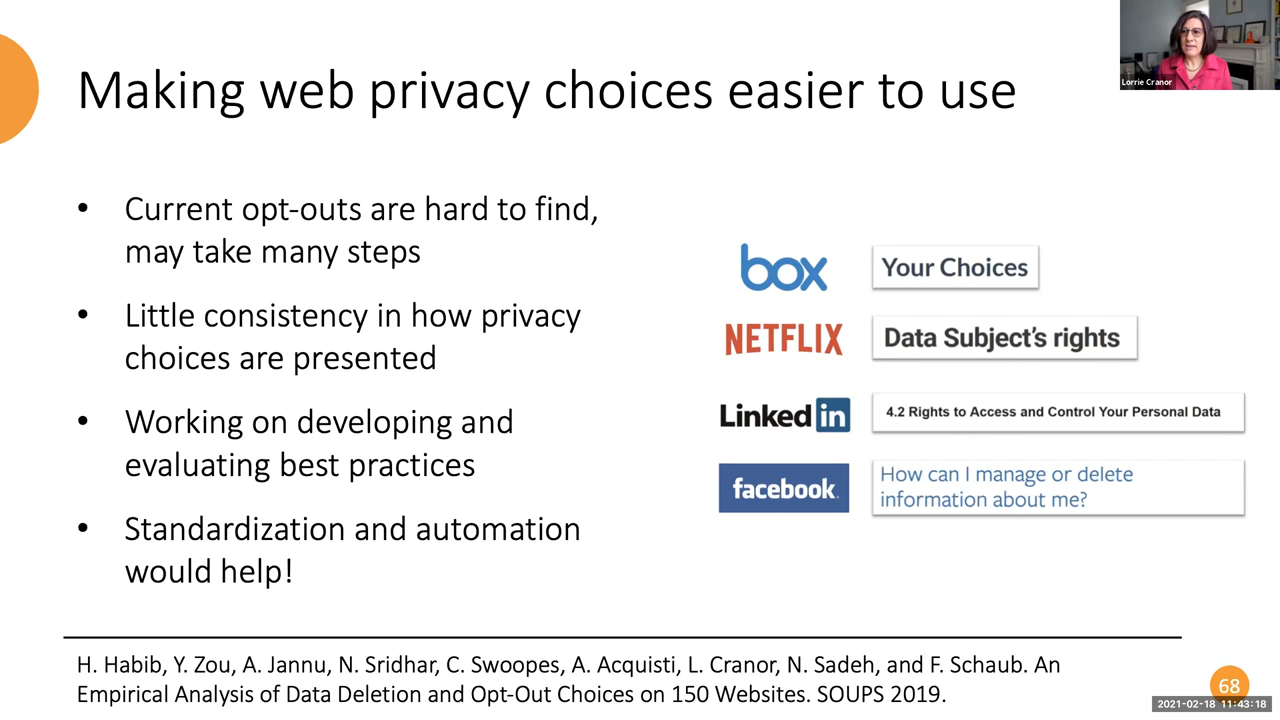 Lorrie Cranor
Making web privacy choices easier to use
• Current opt-outs are hard to find,
may take many steps
• Little consistency in how privacy
choices are presented
• Working on developing and
evaluating best practices
• Standardization and automation
would help!
box Your Choices
NETFLIX Data Subject's rights
Linked in 4.2 Rights to Access and Control Your Personal Data
facebook. How can I manage or delete
information about me?
H. Habib, Y. Zou, A. Jannu, N. Sridhar, C. Swoopes, A. Acquisti, L. Cranor, N. Sadeh, and F. Schaub. An
Empirical Analysis of Data Deletion and Opt-Out Choices on 150 Websites. SOUPS 2019.
68
2021-02-18 11:43:18